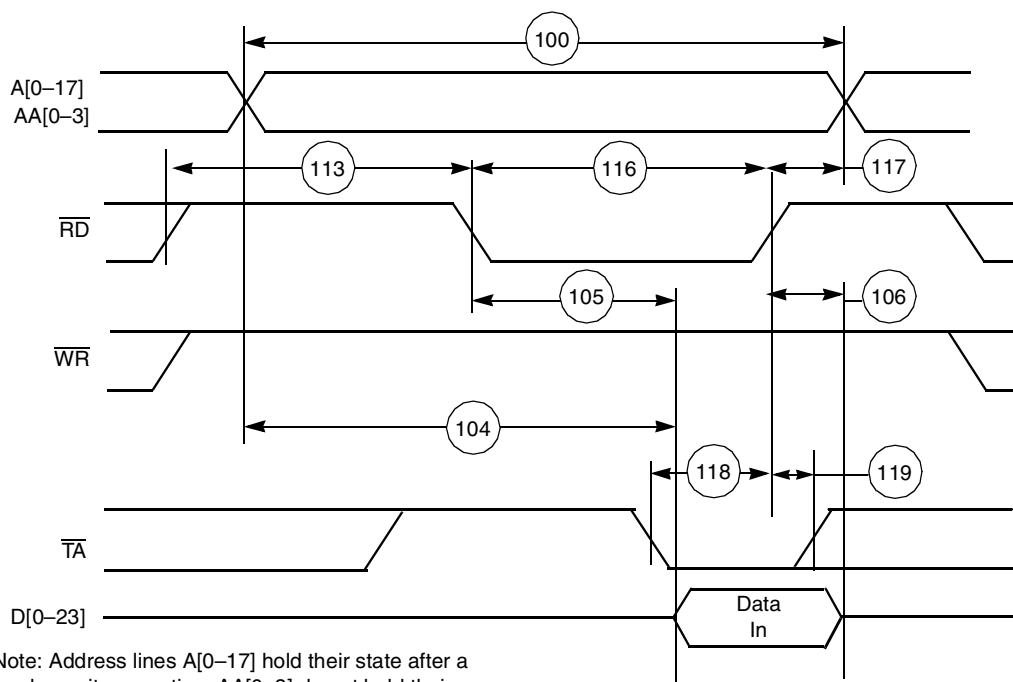 100
A[0–17]
AA[0–3]
113
116
117
RD
105
106
WR
104
118
119
TA
D[0–23]
Data
In
Note: Address lines A[0–17] hold their state after a